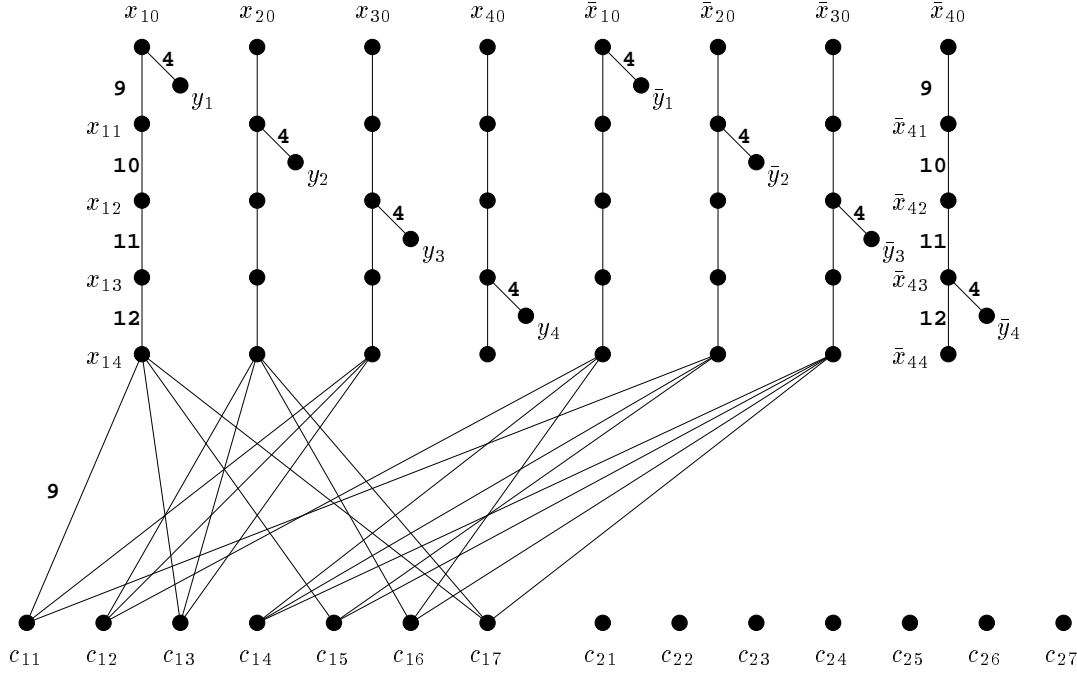 x₁₀ x₂₀ x₃₀ x₄₀ x̄₁₀ x̄₂₀ x̄₃₀ x̄₄₀
4 4
9 y₁ ȳ₁ 9
x₁₁ x̄₄₁
4 4
10 y₂ ȳ₂ 10
x₁₂ x̄₄₂
4 4
11 y₃ ȳ₃ 11
x₁₃ x̄₄₃
4 4
12 y₄ 12 ȳ₄
x₁₄ x̄₄₄
9
c₁₁ c₁₂ c₁₃ c₁₄ c₁₅ c₁₆ c₁₇ c₂₁ c₂₂ c₂₃ c₂₄ c₂₅ c₂₆ c₂₇